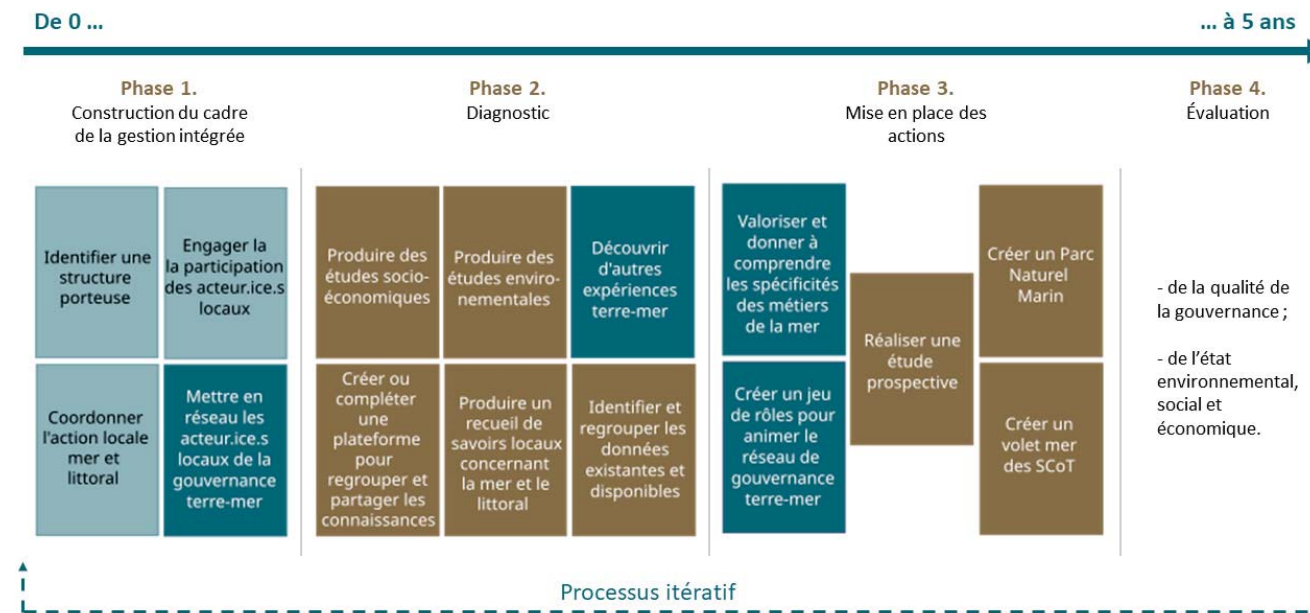 De 0 ...
... à 5 ans
Phase 1.
Construction du cadre
de la gestion intégrée
Phase 2.
Diagnostic
Phase 3.
Mise en place des
actions
Phase 4.
Évaluation
Identifier une
structure
porteuse
Engager la
la participation
des acteur.ice.s
locaux
Coordonner
l'action locale
mer et
littoral
Mettre en
réseau les
acteur.ice.s
locaux de la
gouvernance
terre-mer
Produire des
études socio-
économiques
Produire des
études enviro-
nementales
Découvrir
d'autres
expériences
terre-mer
Créer ou
compléter
une
plateforme
pour
regrouper et
partager les
connaissances
Produire un
recueil de
savoirs locaux
concernant
la mer et le
littoral
Identifier et
regrouper les
données
existantes et
disponibles
Valoriser et
donner à
comprendre
les spécificités
des métiers
de la mer
Créer un jeu
de rôles pour
animer le
réseau de
gouvernance
terre-mer
Réaliser une
étude
prospective
Créer un Parc
Naturel
Marin
Créer un
volet mer
des SCoT
- de la qualité de
la gouvernance ;
- de l'état
environnemental,
social et
économique.
Processus itératif